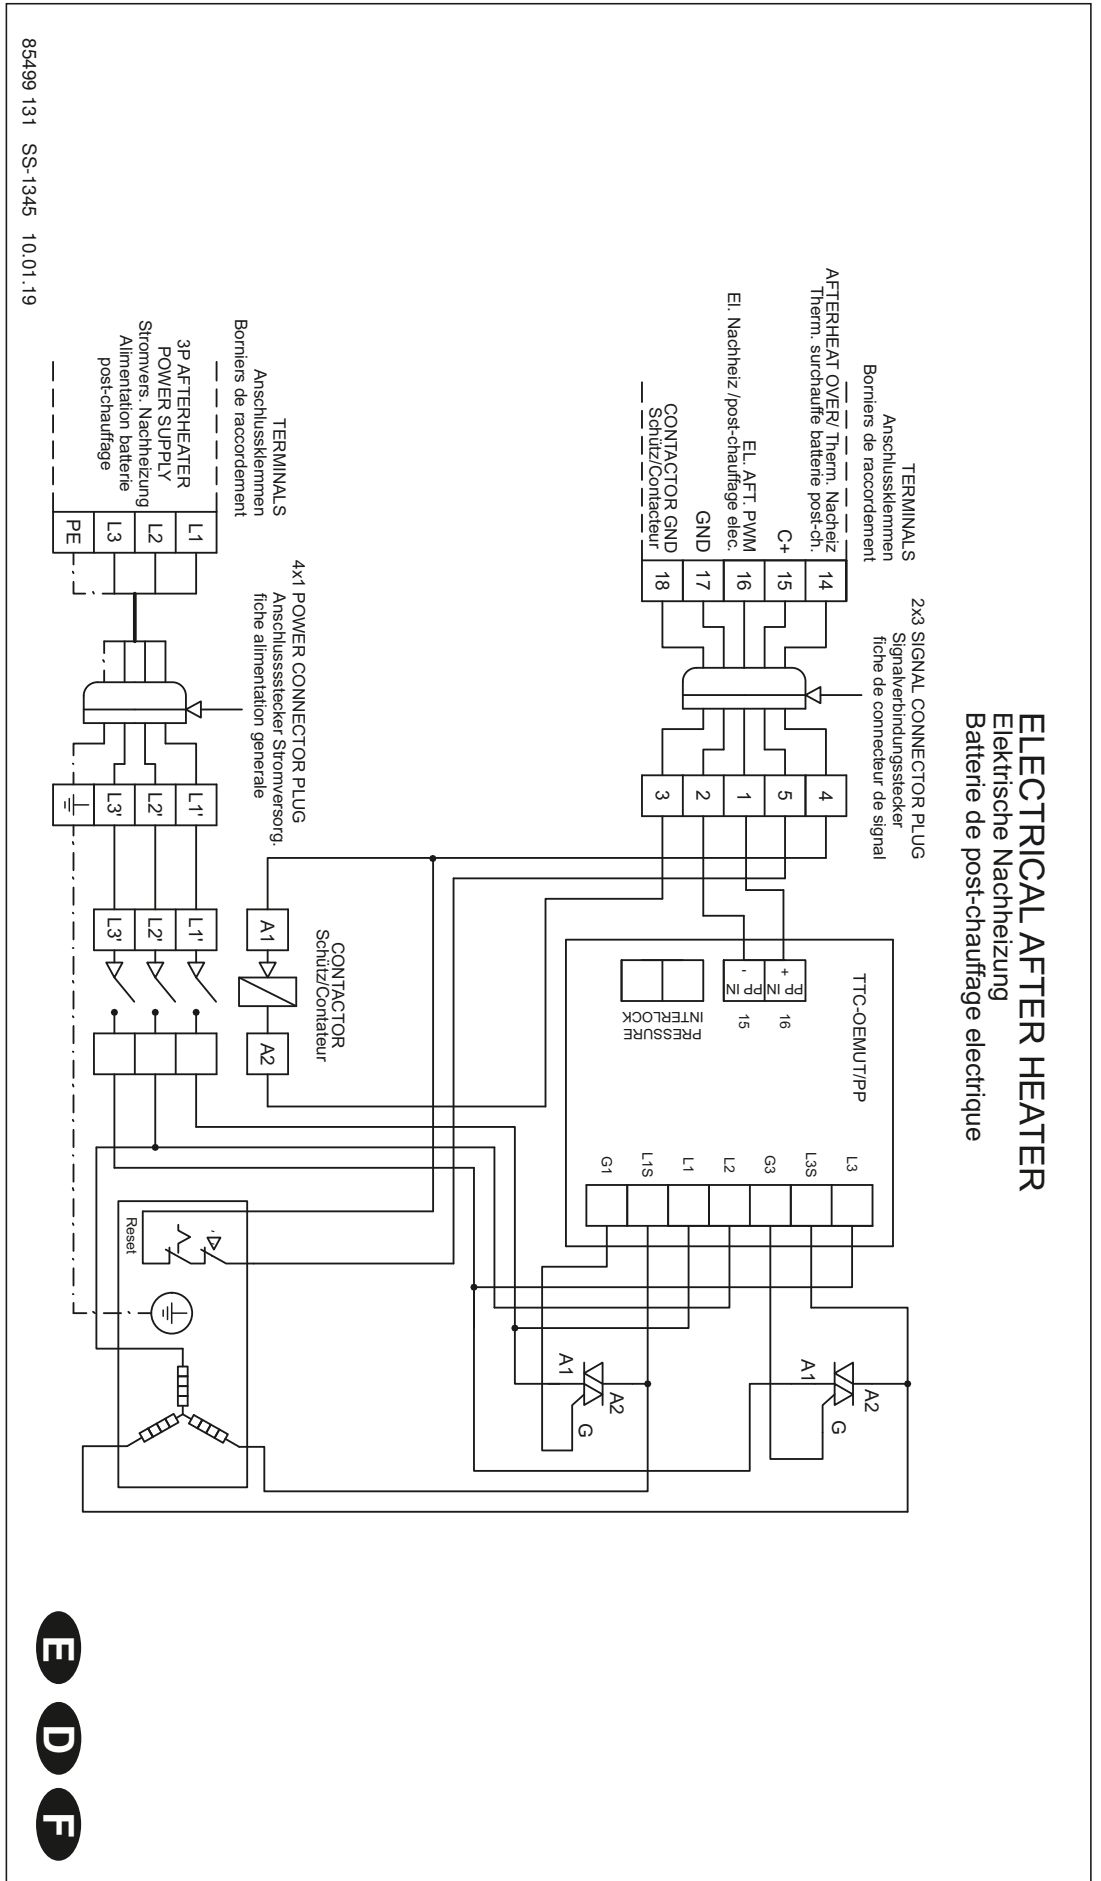 ELECTRICAL AFTER HEATER
Elektrische Nachheizung
Batterie de post-chauffage electrique
TERMINALS
Anschlussklemmen
Borniers de raccordement
2x3 SIGNAL CONNECTOR PLUG
Signalverbindungsstecker
fiche de connecteur de signal
AFTERHEAT OVER/ Therm. Nacheiz
Therm. surchauffe batterie post-ch.
C+
EL. AFT. PWM
El. Nachheiz /post-chauffage elec.
GND
CONTACTOR GND
Schütz/Contacteur
14
15
16
17
18
4
5
1
2
3
TTC-OEMUT/PP
+
PP IN
-
PP IN
16
15
PRESSURE
INTERLOCK
L3
L3S
G3
L2
L1
L1S
G1
A1
A2
G
A1
A2
G
TERMINALS
Anschlussklemmen
Borniers de raccordement
3P AFTERHEATER
POWER SUPPLY
Stromvers. Nachheizung
Alimentation batterie
post-chauffage
L1
L2
L3
PE
4x1 POWER CONNECTOR PLUG
Anschlussstecker Stromversorg.
fiche alimentation generale
L1'
L2'
L3'
L1'
L2'
L3'
CONTACTOR
Schütz/Contateur
A1
A2
Reset
85499 131 SS-1345 10.01.19
E D F